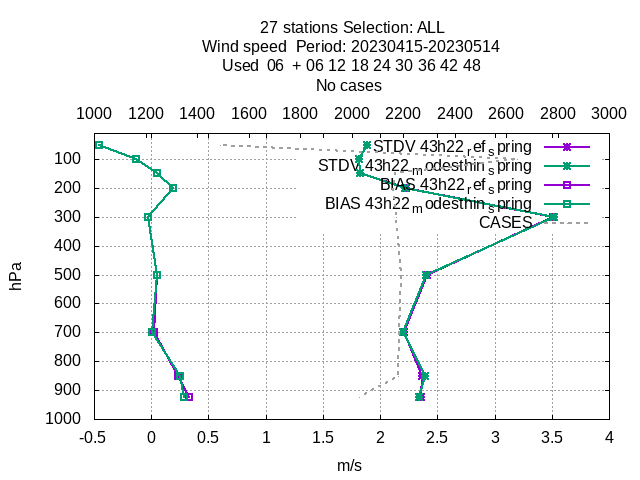 27 stations Selection: ALL
Wind speed  Period: 20230415-20230514
Used  06  + 06 12 18 24 30 36 42 48
No cases
1000 1200 1400 1600 1800 2000 2200 2400 2600 2800 3000
STDV 43h22_ref_spring
STDV 43h22_modesthin_spring
BIAS 43h22_ref_spring
BIAS 43h22_modesthin_spring
CASES
100
200
300
400
500
600
700
800
900
1000
hPa
-0.5 0 0.5 1 1.5 2 2.5 3 3.5 4
m/s